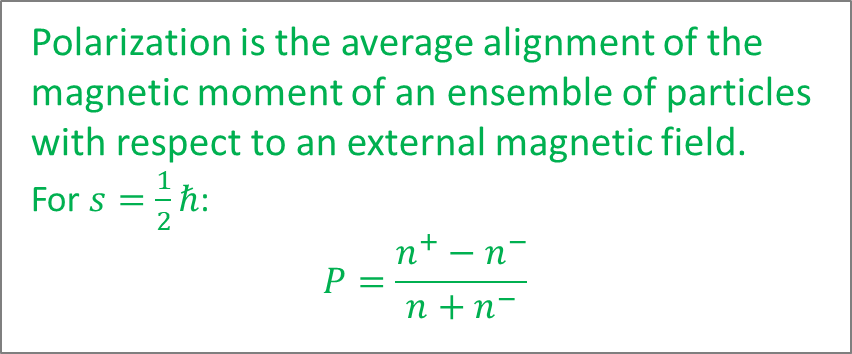 Polarization is the average alignment of the
magnetic moment of an ensemble of particles
with respect to an external magnetic field.
For s = 1/2 ℏ:
P = (n⁺ − n⁻)/(n + n⁻)